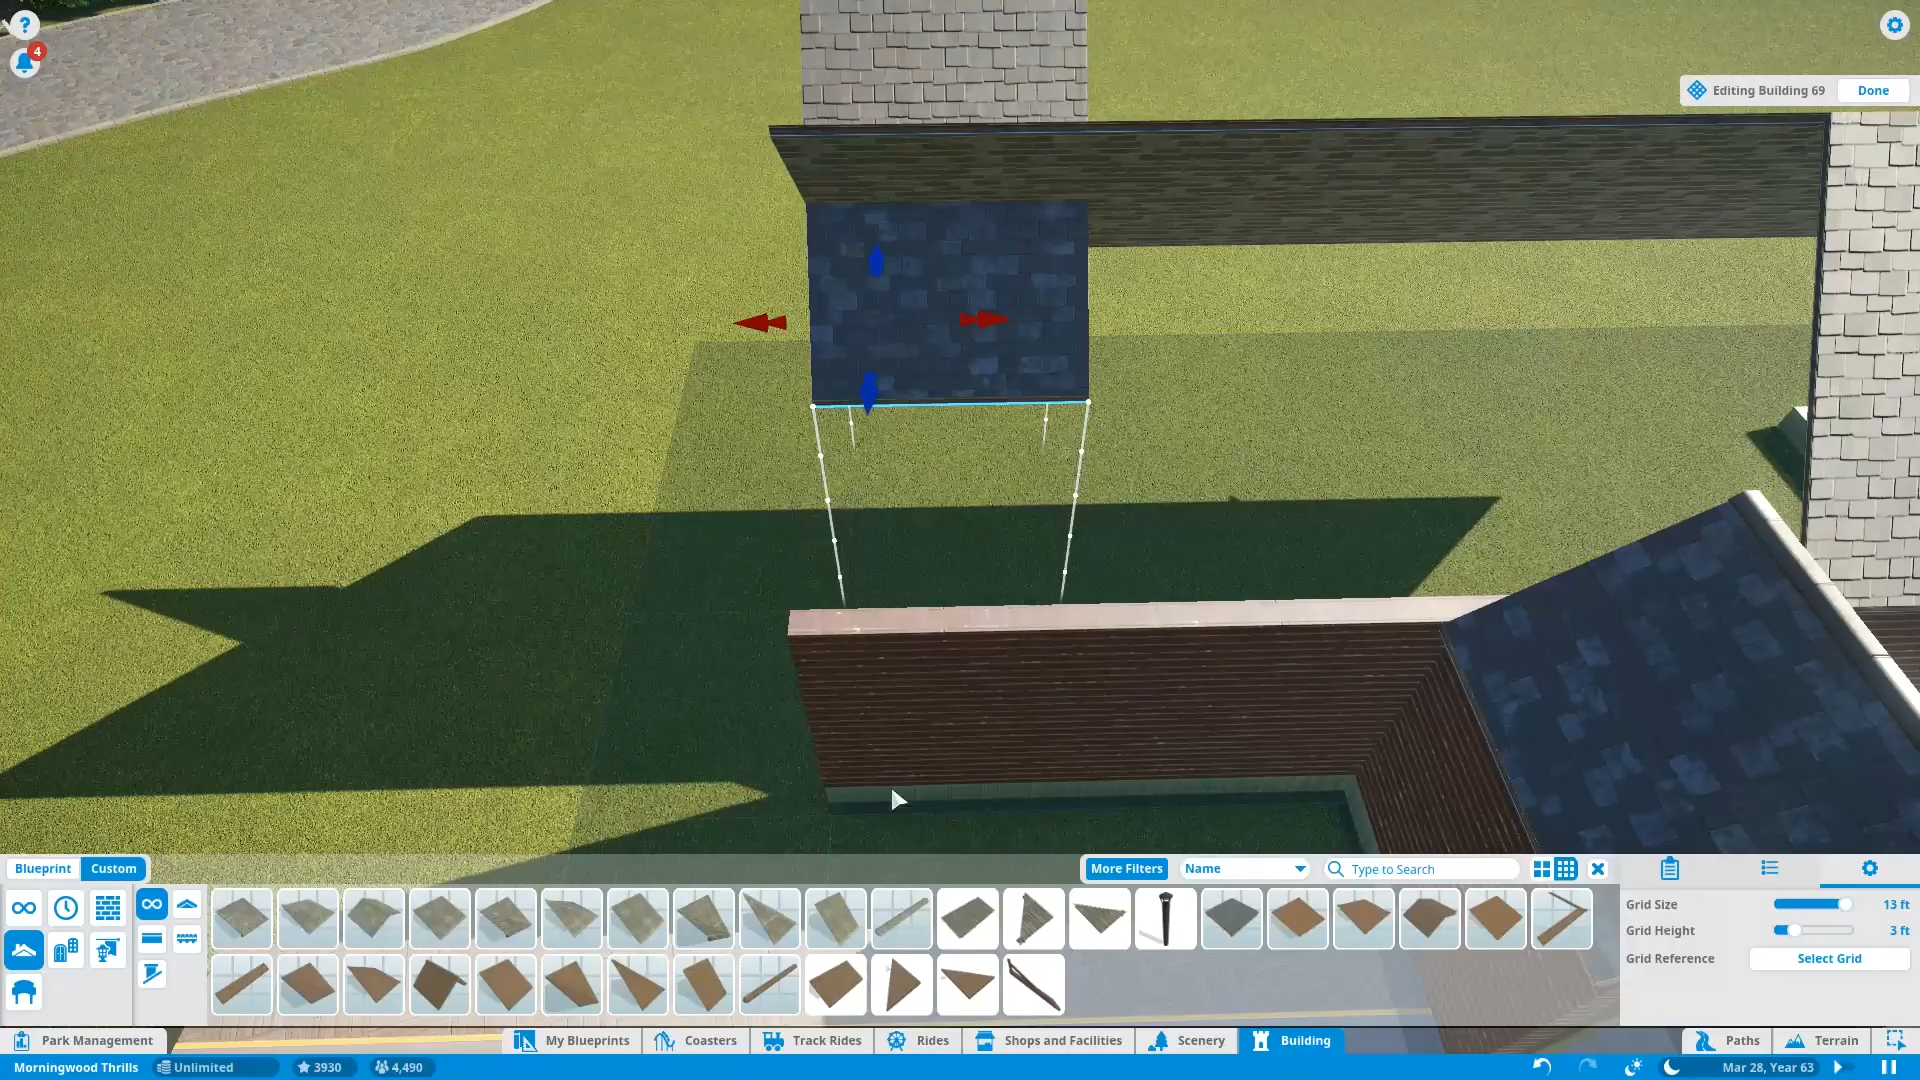 ?
4
Editing Building 69
Done
Blueprint
Custom
More Filters
Name
Type to Search
Grid Size
13 ft
Grid Height
3 ft
Grid Reference
Select Grid
Park Management
My Blueprints
Coasters
Track Rides
Rides
Shops and Facilities
Scenery
Building
Paths
Terrain
Morningwood Thrills
Unlimited
3930
4,490
Mar 28, Year 63